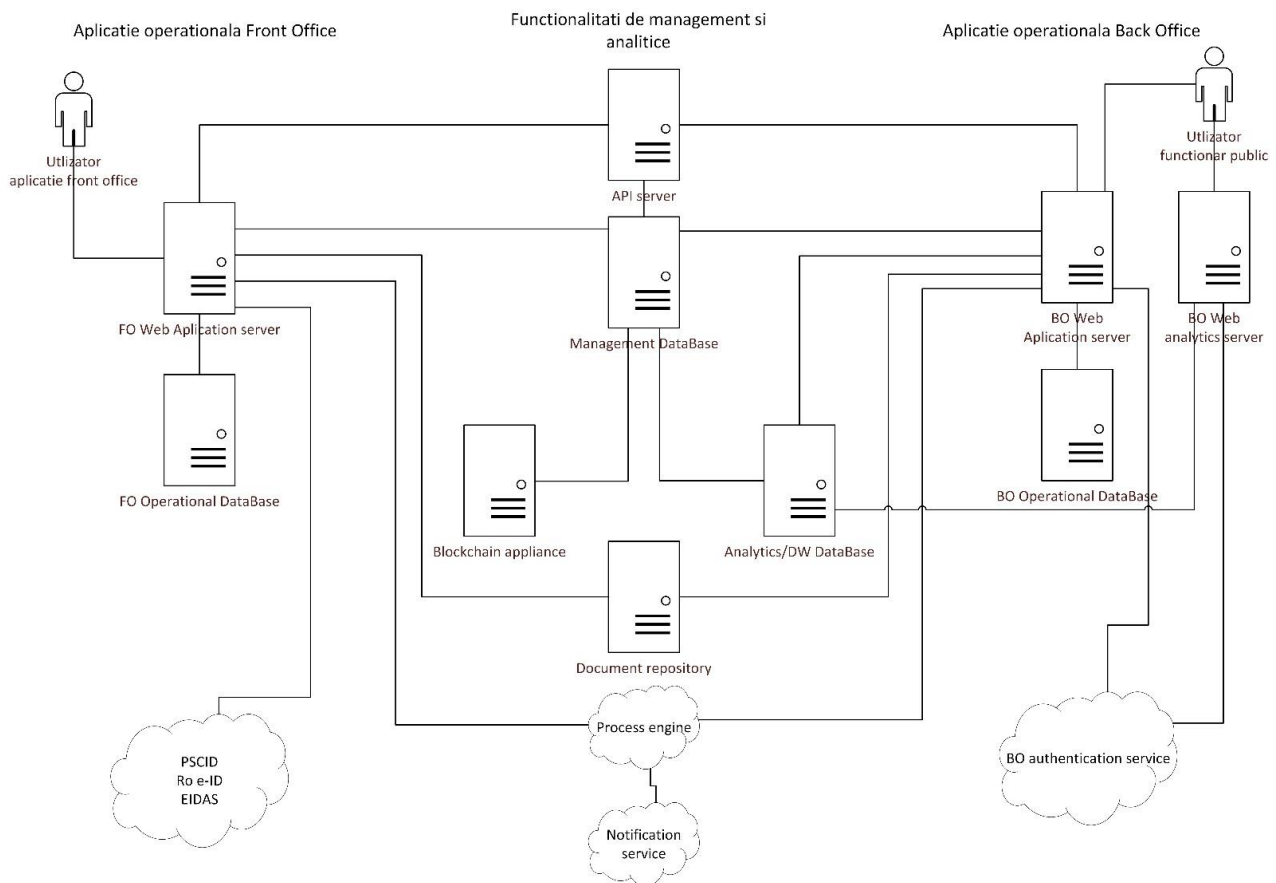 Aplicatie operationala Front Office
Functionalitati de management si
analitice
Aplicatie operationala Back Office
Utlizator
aplicatie front office
Utlizator
functionar public
API server
FO Web Aplication server
Management DataBase
BO Web
Aplication server
BO Web
analytics server
FO Operational DataBase
BO Operational DataBase
Blockchain appliance
Analytics/DW DataBase
Document repository
Process engine
PSCID
Ro e-ID
EIDAS
BO authentication service
Notification
service